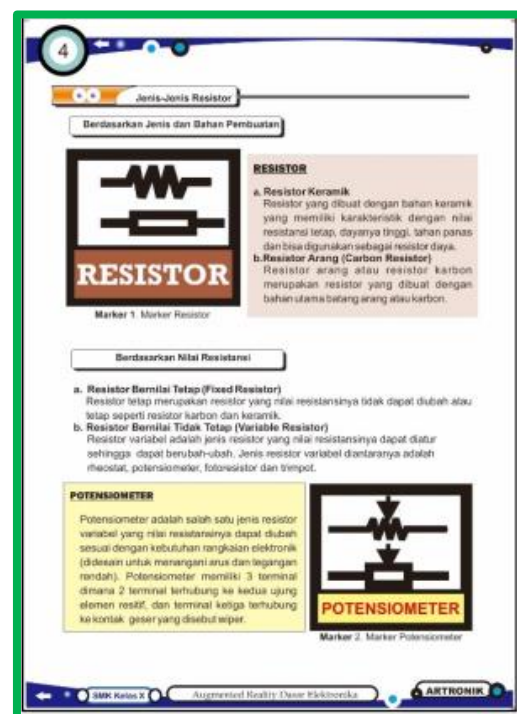 4
Jenis-Jenis Resistor
Berdasarkan Jenis dan Bahan Pembuatan
RESISTOR
Marker 1. Marker Resistor
RESISTOR
a. Resistor Keramik
Resistor yang dibuat dengan bahan keramik
yang memiliki karakteristik dengan nilai
resistansi tetap, dayanya tinggi, tahan panas
dan bisa digunakan sebagai resistor daya.
b.Resistor Arang (Carbon Resistor)
Resistor arang atau resistor karbon
merupakan resistor yang dibuat dengan
bahan utama batang arang atau karbon.
Berdasarkan Nilai Resistansi
a. Resistor Bernilai Tetap (Fixed Resistor)
Resistor tetap merupakan resistor yang nilai resistansinya tidak dapat diubah atau
tetap seperti resistor karbon dan keramik.
b. Resistor Bernilai Tidak Tetap (Variable Resistor)
Resistor variabel adalah jenis resistor yang nilai resistansinya dapat diatur
sehingga dapat berubah-ubah. Jenis resistor variabel diantaranya adalah
rheostat, potensiometer, fotoresistor dan trimpot.
POTENSIOMETER
Potensiometer adalah salah satu jenis resistor
variabel yang nilai resistansinya dapat diubah
sesuai dengan kebutuhan rangkaian elektronik
(didesain untuk menangani arus dan tegangan
rendah). Potensiometer memiliki 3 terminal
dimana 2 terminal terhubung ke kedua ujung
elemen resitif, dan terminal ketiga terhubung
ke kontak geser yang disebut wiper.
POTENSIOMETER
Marker 2. Marker Potensiometer
SMK Kelas X
Augmented Reality Dasar Elektronika
ARTRONIK